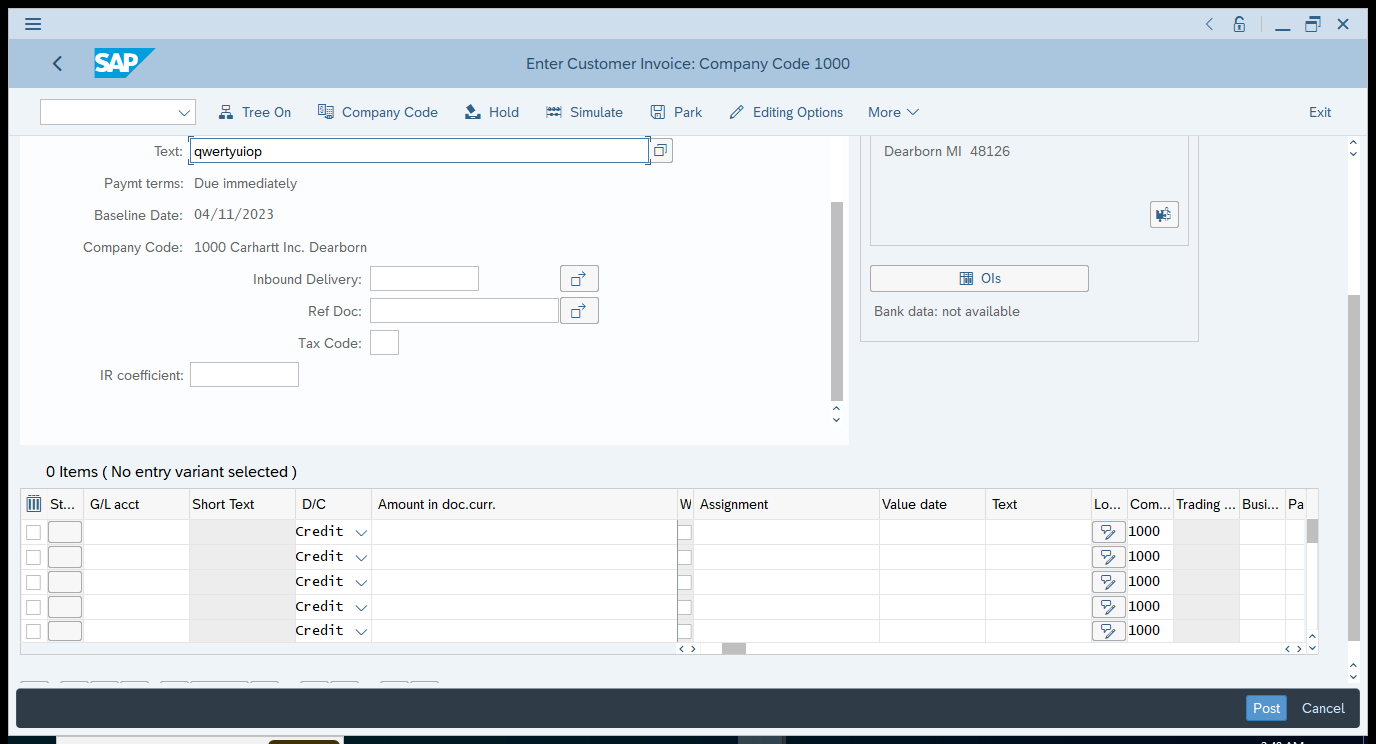 SAP
Enter Customer Invoice: Company Code 1000
Tree On Company Code Hold Simulate Park Editing Options More Exit
Text: qwertyuiop
Dearborn MI 48126
Paymt terms: Due immediately
Baseline Date: 04/11/2023
Company Code: 1000 Carhartt Inc. Dearborn
Inbound Delivery:
OIs
Ref Doc:
Bank data: not available
Tax Code:
IR coefficient:
0 Items ( No entry variant selected )
St... G/L acct Short Text D/C Amount in doc.curr. W Assignment Value date Text Lo... Com... Trading ... Busi... Pa
Credit 1000
Credit 1000
Credit 1000
Credit 1000
Credit 1000
Post Cancel